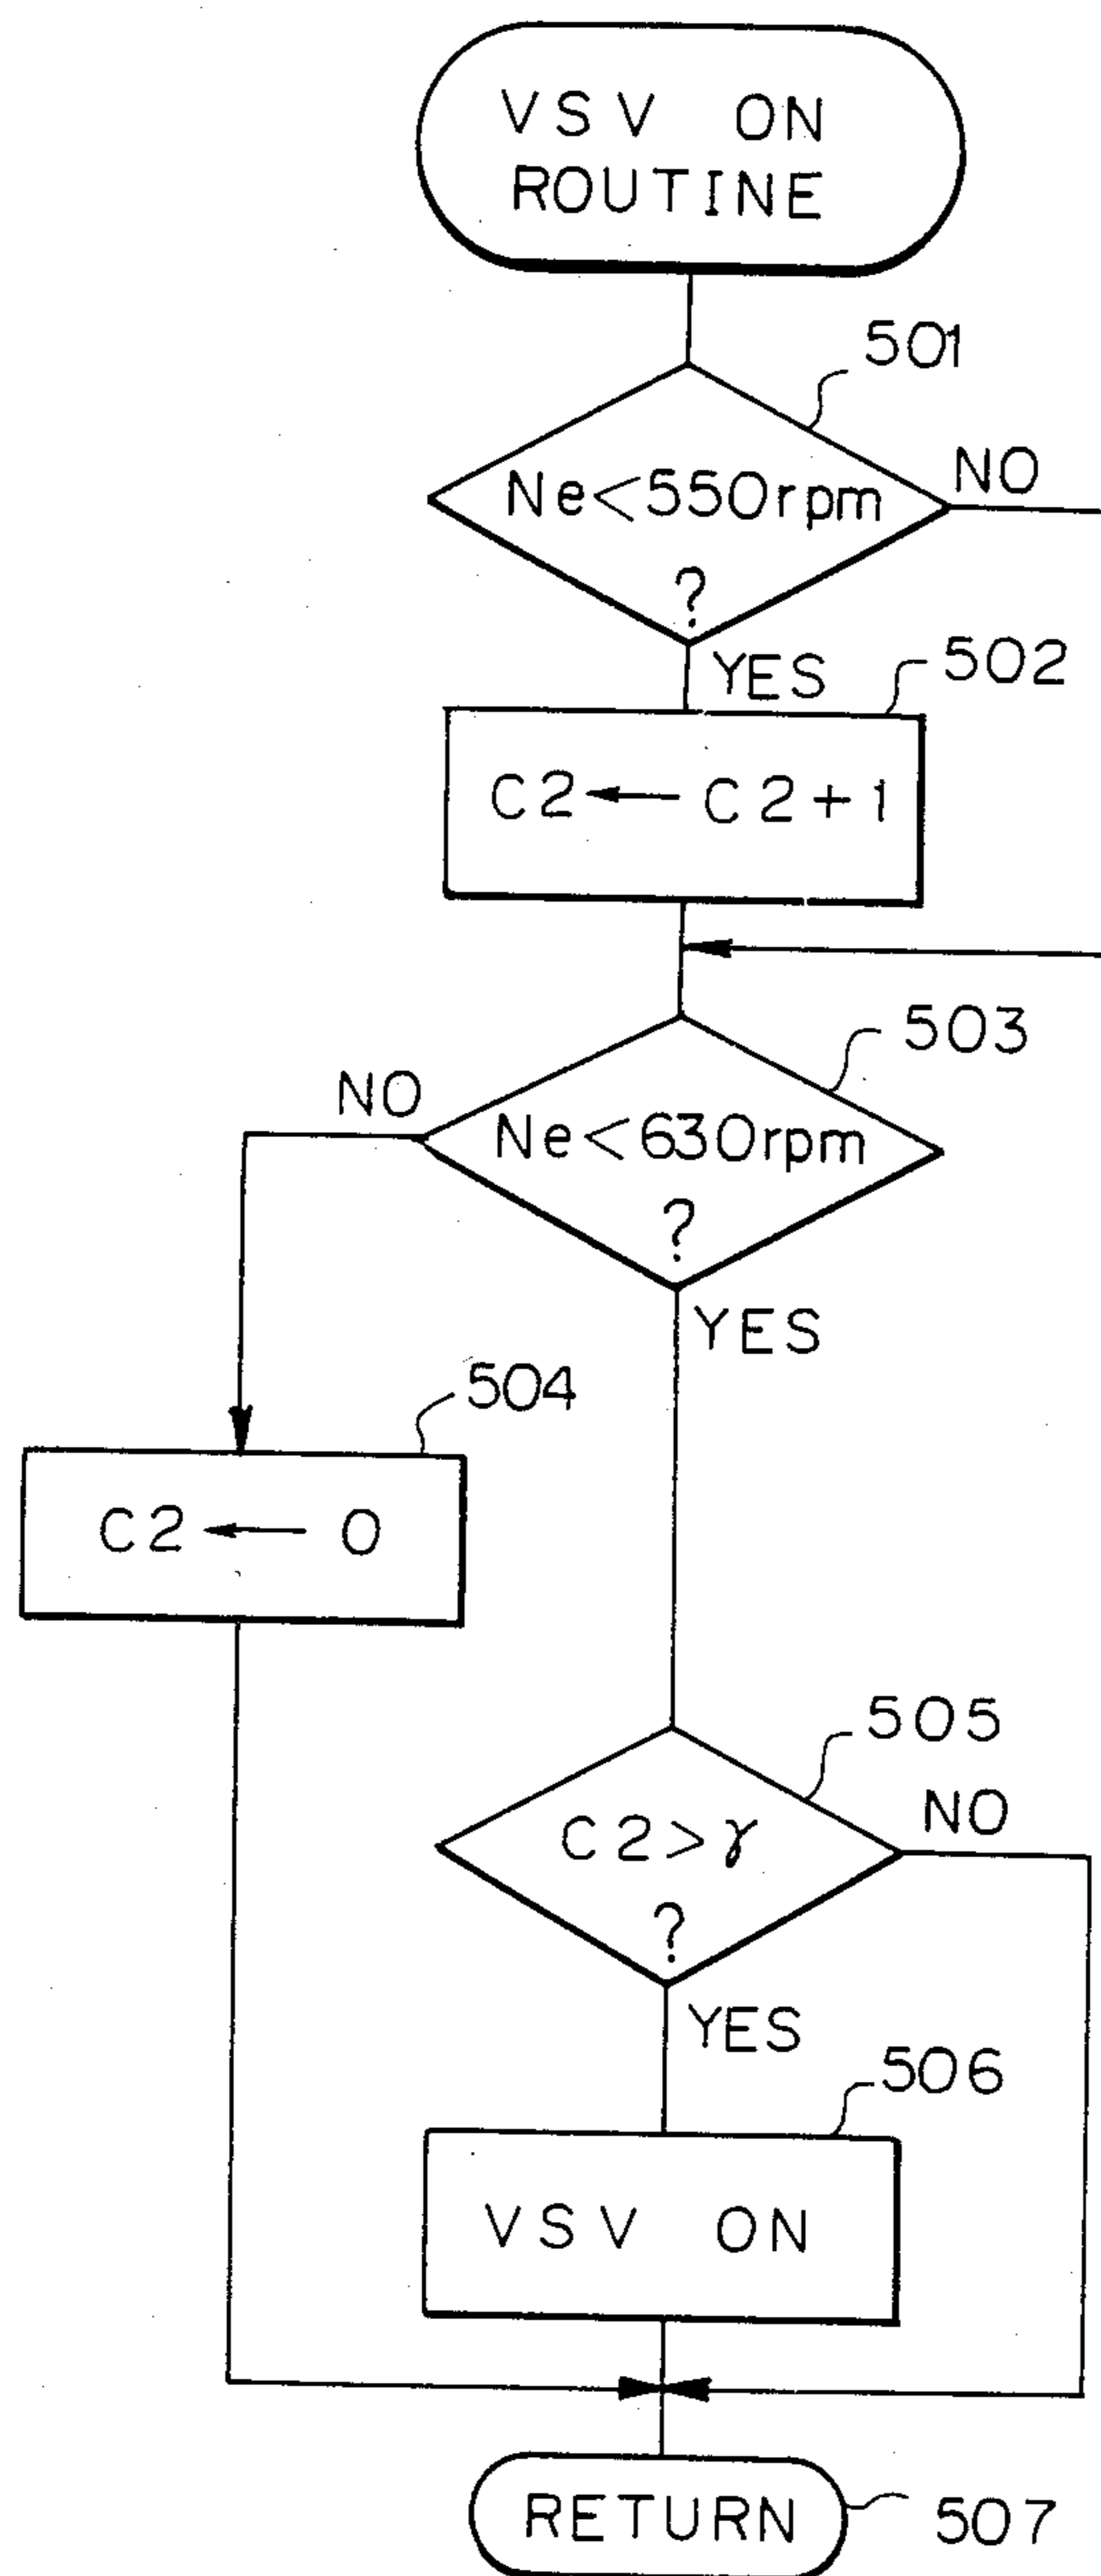 VSV ON
ROUTINE
501
Ne<550rpm
?
NO
YES
502
C2 ← C2+1
503
NO
Ne<630rpm
?
YES
504
C2 ← 0
505
C2>γ
?
NO
YES
506
VSV ON
RETURN
507